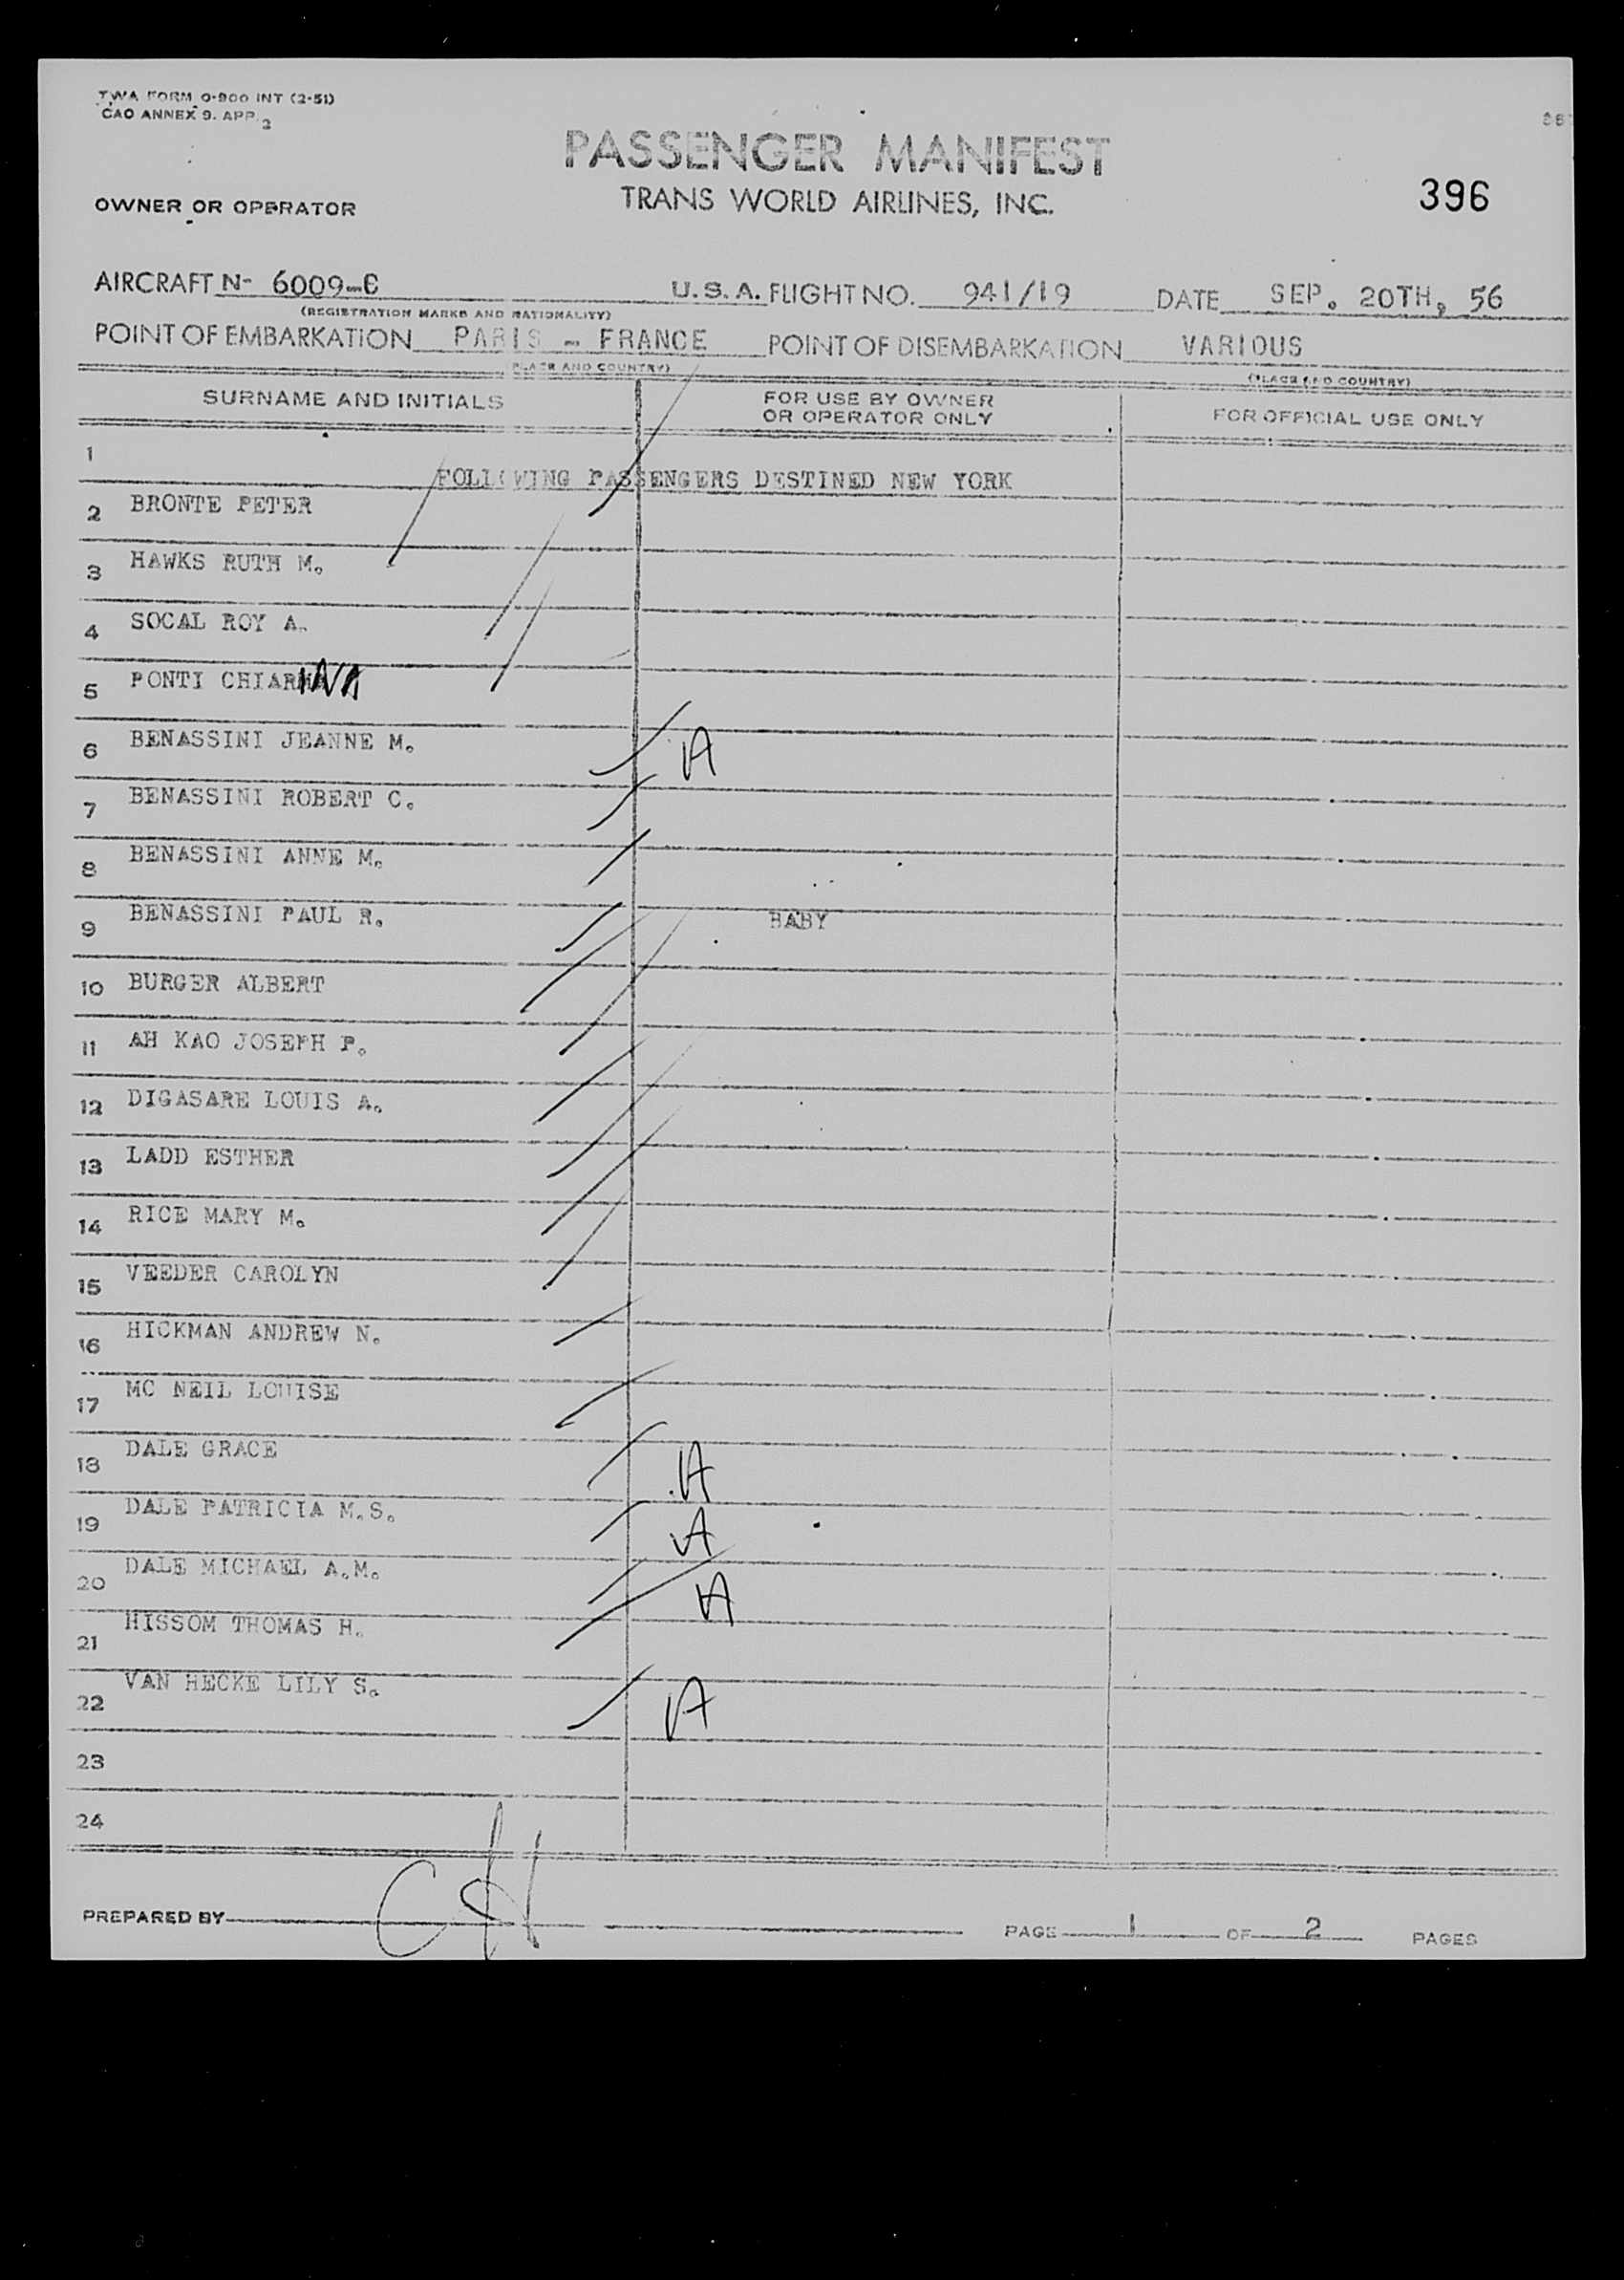 TWA FORM O-900 INT (2-51)
CAO ANNEX 9. APP. 2
PASSENGER MANIFEST
TRANS WORLD AIRLINES, INC.
396
OWNER OR OPERATOR
AIRCRAFT N- 6009-C U.S.A. FLIGHT NO. 941/19 DATE SEP. 20TH, 56
(REGISTRATION MARKS AND NATIONALITY)
POINT OF EMBARKATION PARIS - FRANCE POINT OF DISEMBARKATION VARIOUS
(PLACE AND COUNTRY) (PLACE AND COUNTRY)
SURNAME AND INITIALS FOR USE BY OWNER OR OPERATOR ONLY FOR OFFICIAL USE ONLY
1 FOLLOWING PASSENGERS DESTINED NEW YORK
2 BRONTE PETER
3 HAWKS RUTH M.
4 SOCAL ROY A.
5 PONTI CHIARINA
6 BENASSINI JEANNE M. A
7 BENASSINI ROBERT C.
8 BENASSINI ANNE M.
9 BENASSINI PAUL R. BABY
10 BURGER ALBERT
11 AH KAO JOSEPH P.
12 DIGASARE LOUIS A.
13 LADD ESTHER
14 RICE MARY M.
15 VEEDER CAROLYN
16 HICKMAN ANDREW N.
17 MC NEIL LOUISE
18 DALE GRACE A
19 DALE PATRICIA M.S. A
20 DALE MICHAEL A.M. A
21 HISSOM THOMAS H.
22 VAN HECKE LILY S. A
23
24
PREPARED BY PAGE 1 OF 2 PAGES